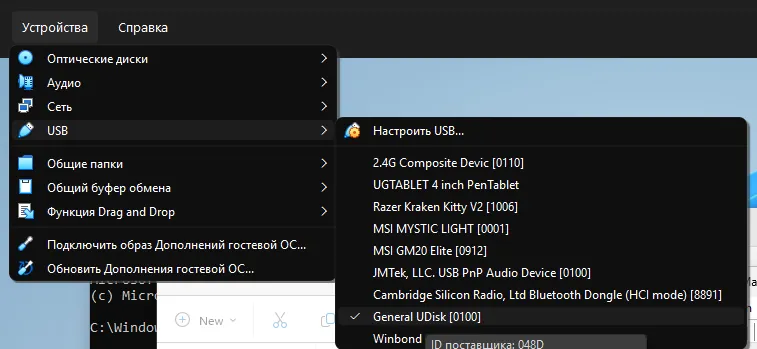 Устройства
Справка
Оптические диски
Аудио
Сеть
USB
Общие папки
Общий буфер обмена
Функция Drag and Drop
Подключить образ Дополнений гостевой ОС...
Обновить Дополнения гостевой ОС...
Настроить USB...
2.4G Composite Devic [0110]
UGTABLET 4 inch PenTablet
Razer Kraken Kitty V2 [1006]
MSI MYSTIC LIGHT [0001]
MSI GM20 Elite [0912]
JMTek, LLC. USB PnP Audio Device [0100]
Cambridge Silicon Radio, Ltd Bluetooth Dongle (HCI mode) [8891]
General UDisk [0100]
Winbond
ID поставщика: 048D
(c) Micro
C:\Window
New